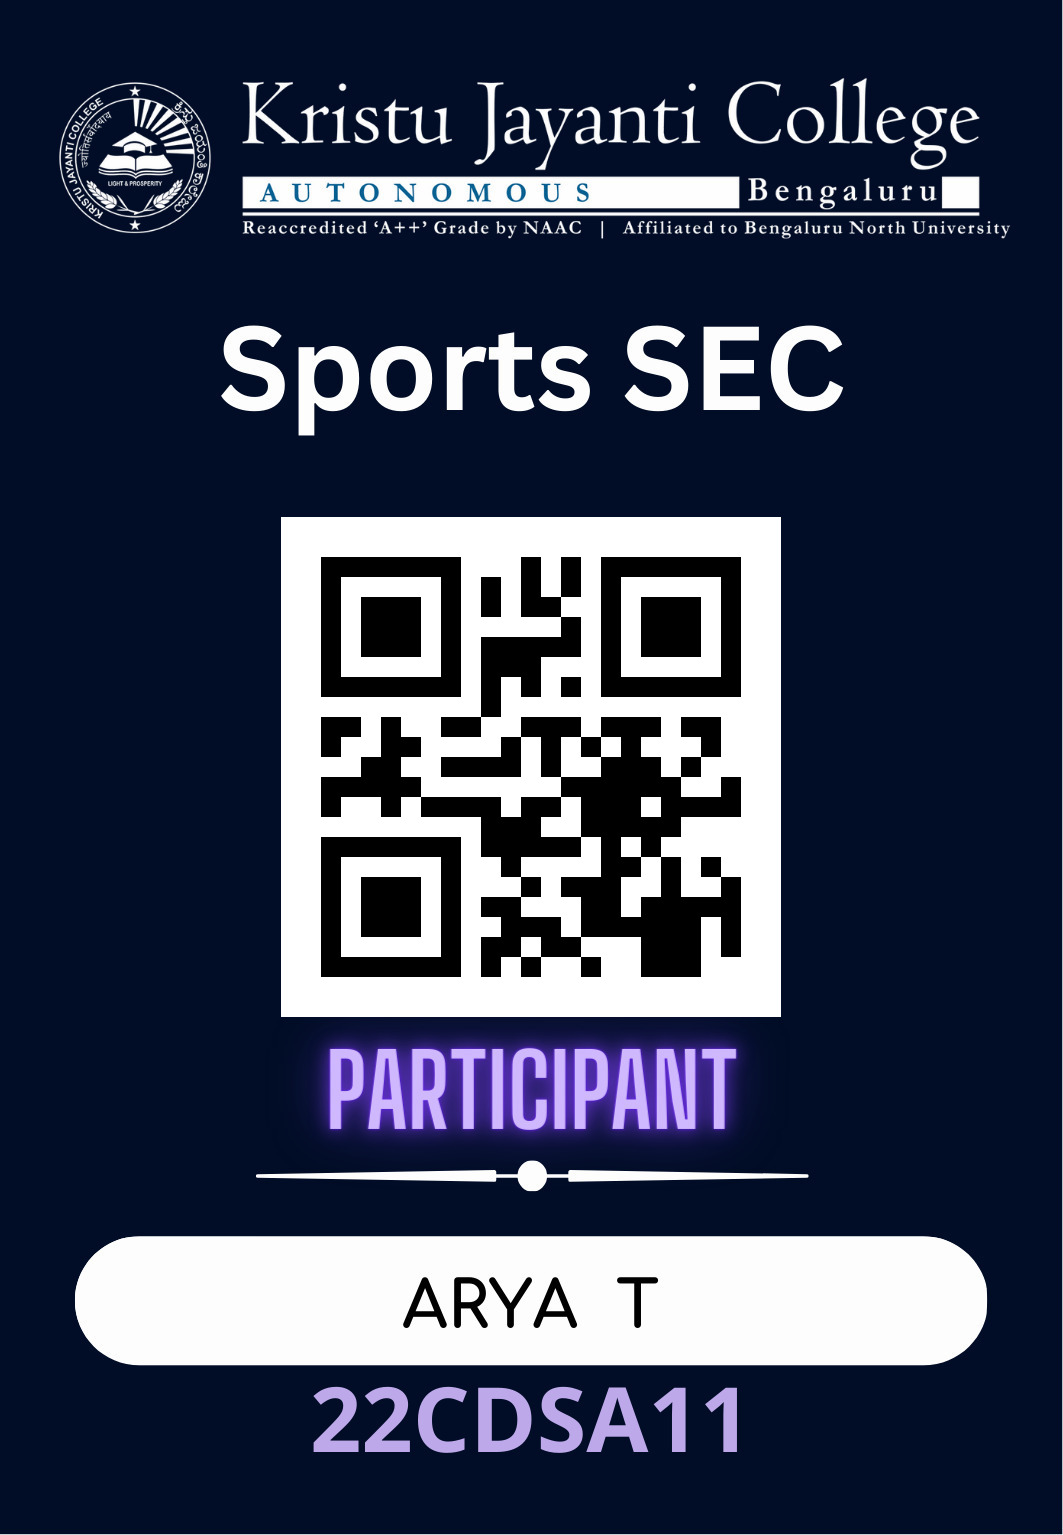 Kristu Jayanti College
AUTONOMOUS Bengaluru
Reaccredited ‘A++’ Grade by NAAC | Affiliated to Bengaluru North University
KRISTU JAYANTI COLLEGE
ಕ್ರಿಸ್ತು ಜಯಂತಿ ಕಾಲೇಜು
LIGHT & PROSPERITY
Sports SEC
PARTICIPANT
ARYA T
22CDSA11